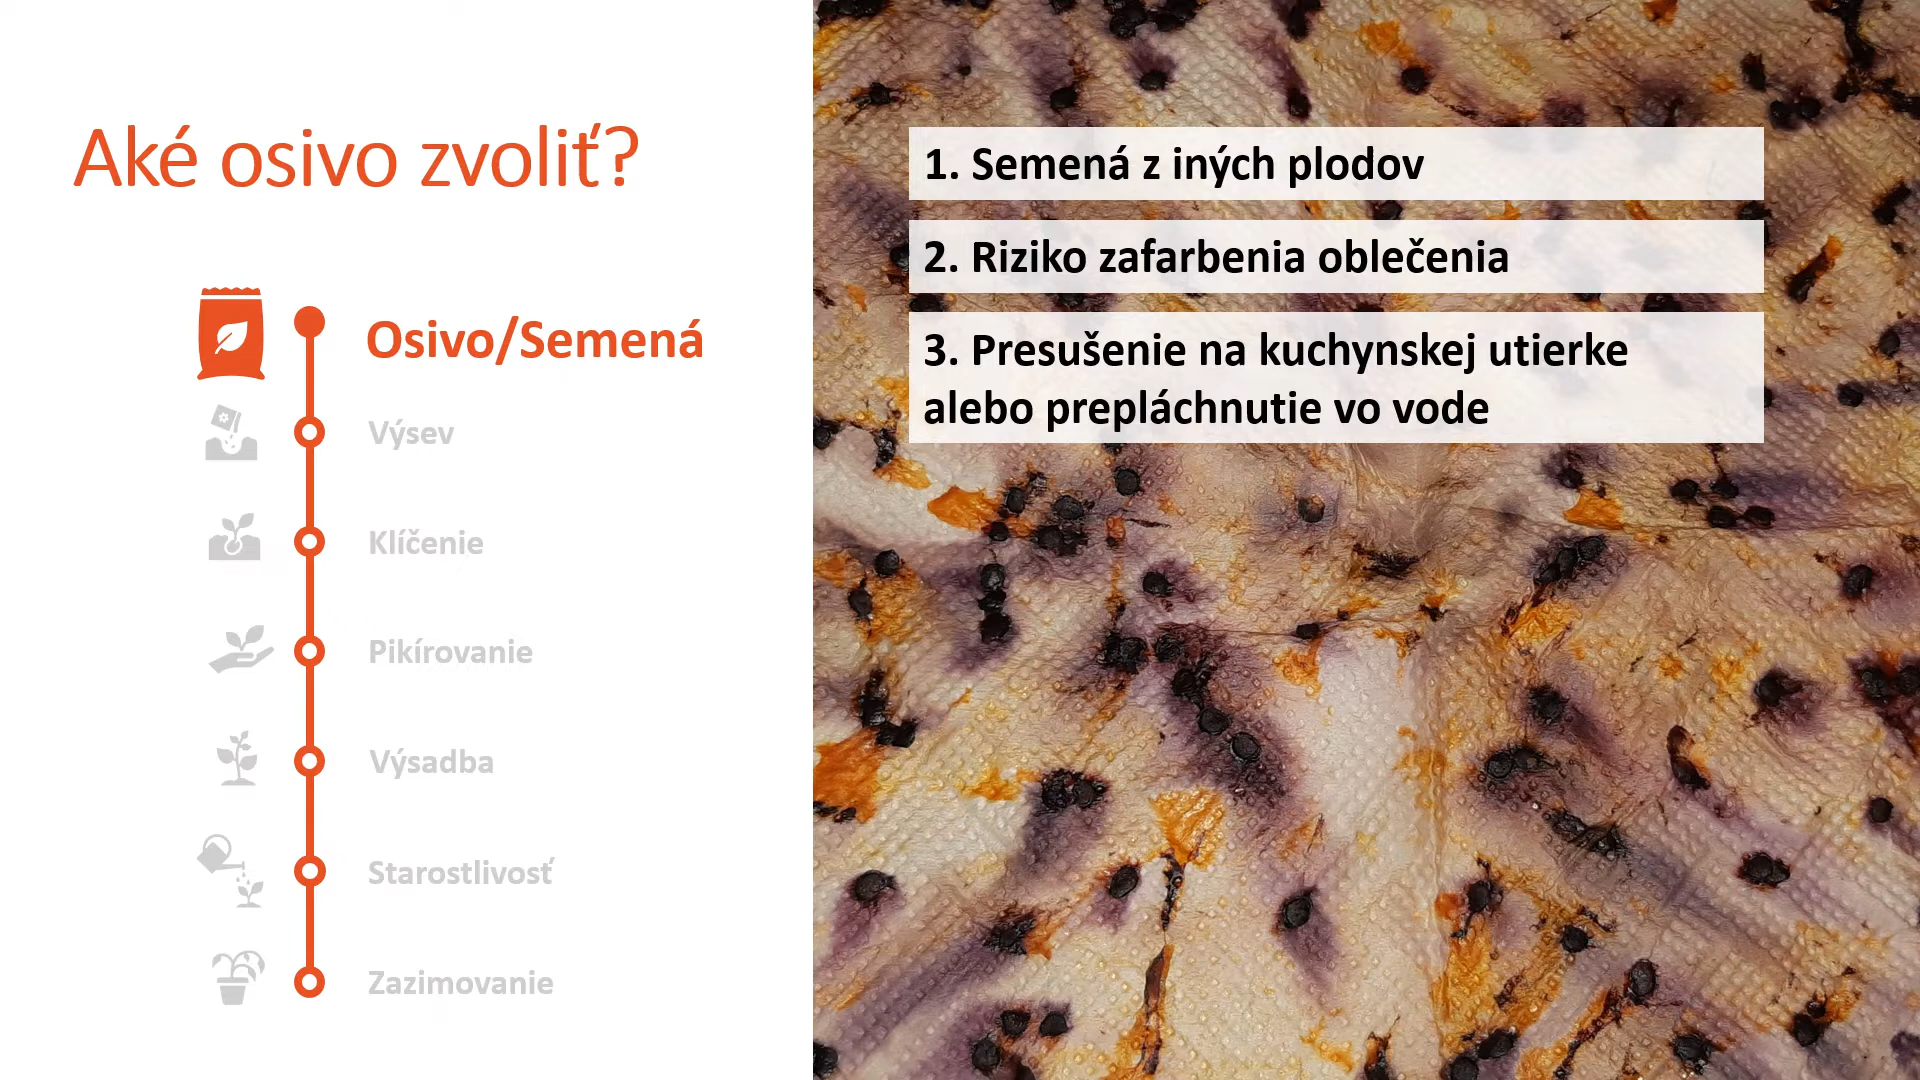 Aké osivo zvoliť?
Osivo/Semená
Výsev
Klíčenie
Pikírovanie
Výsadba
Starostlivosť
Zazimovanie
1. Semená z iných plodov
2. Riziko zafarbenia oblečenia
3. Presušenie na kuchynskej utierke
alebo prepláchnutie vo vode